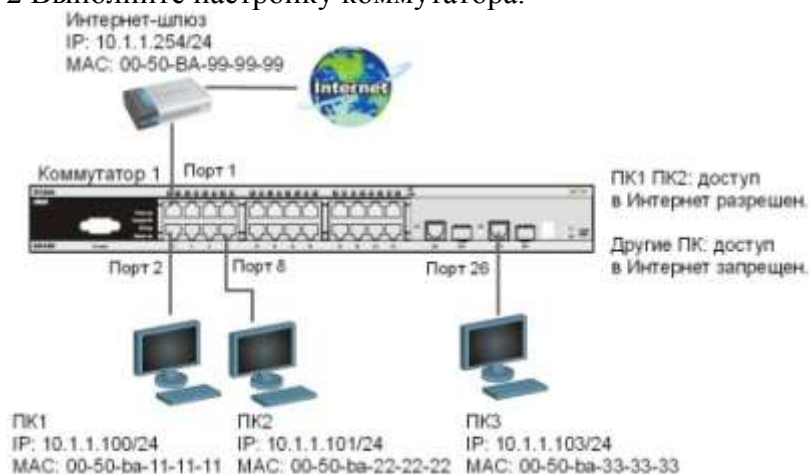 2 Выполните настройку коммутатора.
Интернет-шлюз
IP: 10.1.1.254/24
MAC: 00-50-BA-99-99-99
Internet
Коммутатор 1
Порт 1
ПК1 ПК2: доступ
в Интернет разрешен.
Другие ПК: доступ
в Интернет запрещен.
Порт 2
Порт 8
Порт 26
ПК1
IP: 10.1.1.100/24
MAC: 00-50-ba-11-11-11
ПК2
IP: 10.1.1.101/24
MAC: 00-50-ba-22-22-22
ПК3
IP: 10.1.1.103/24
MAC: 00-50-ba-33-33-33